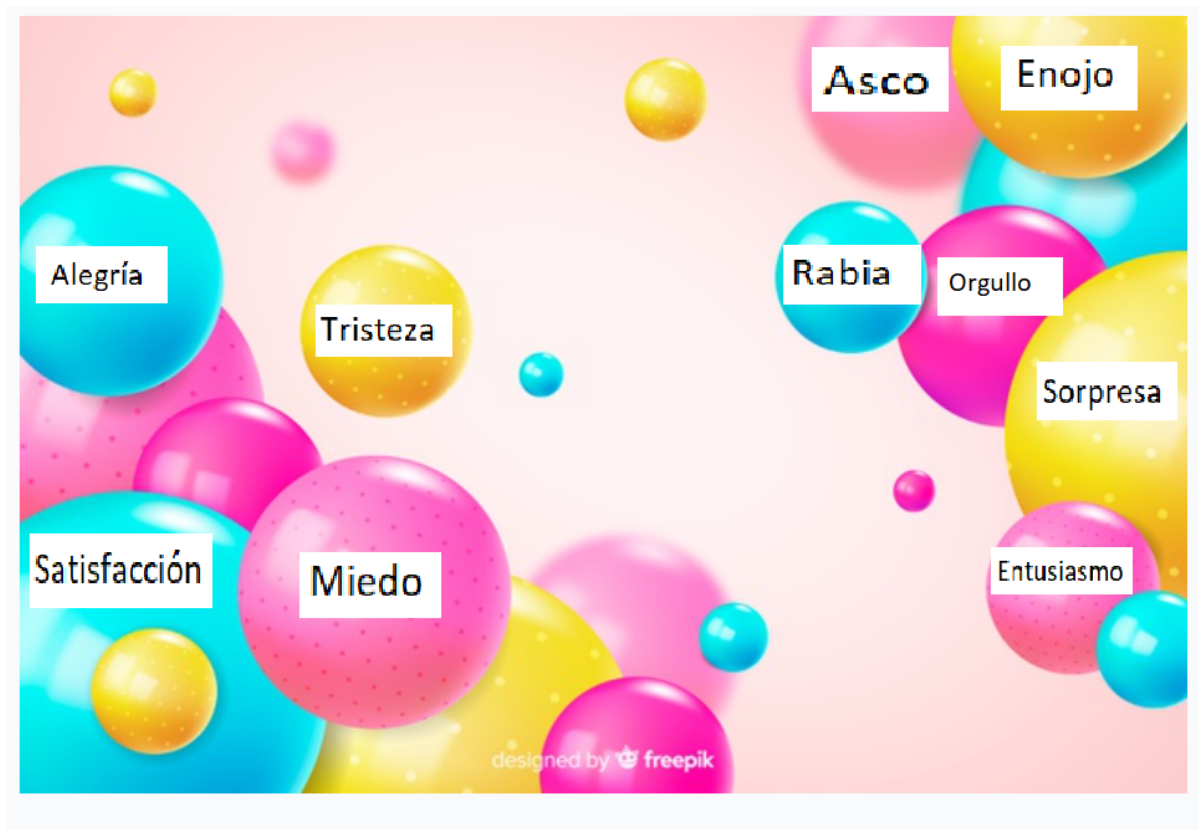 Asco
Enojo
Alegría
Tristeza
Rabia
Orgullo
Sorpresa
Satisfacción
Miedo
Entusiasmo
designed by freepik